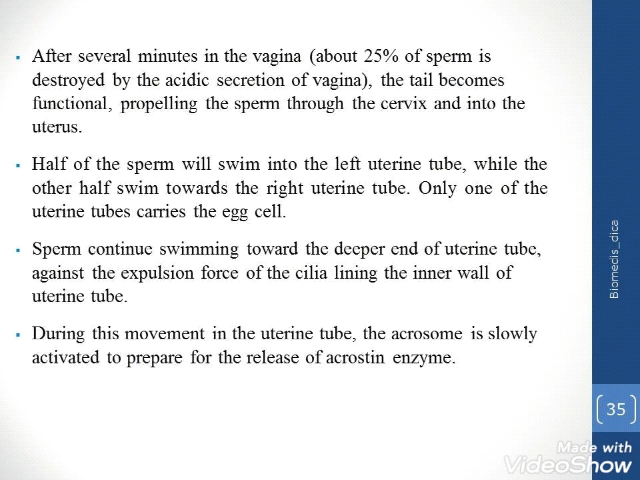 After several minutes in the vagina (about 25% of sperm is
destroyed by the acidic secretion of vagina), the tail becomes
functional, propelling the sperm through the cervix and into the
uterus.
Half of the sperm will swim into the left uterine tube, while the
other half swim towards the right uterine tube. Only one of the
uterine tubes carries the egg cell.
Sperm continue swimming toward the deeper end of uterine tube,
against the expulsion force of the cilia lining the inner wall of
uterine tube.
During this movement in the uterine tube, the acrosome is slowly
activated to prepare for the release of acrostin enzyme.
Biomedis_dica
35
Made with
VideoShow